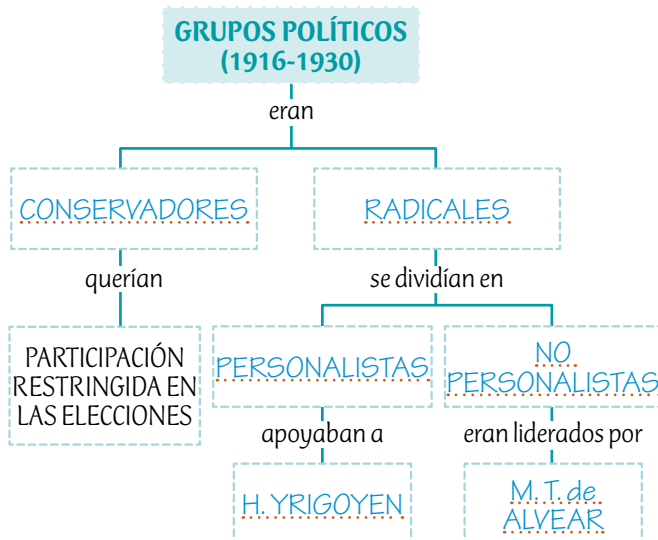 GRUPOS POLÍTICOS
(1916-1930)
eran
CONSERVADORES
RADICALES
querían
se dividían en
PARTICIPACIÓN
RESTRINGIDA EN
LAS ELECCIONES
PERSONALISTAS
NO
PERSONALISTAS
apoyaban a
eran liderados por
H. YRIGOYEN
M. T. de
ALVEAR